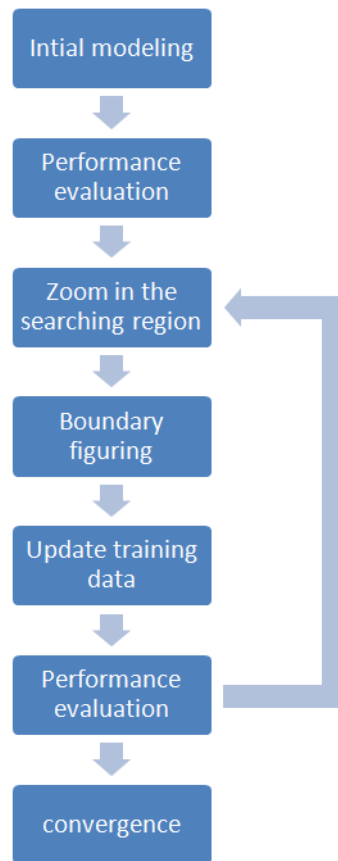 Intial modeling
Performance
evaluation
Zoom in the
searching region
Boundary
figuring
Update training
data
Performance
evaluation
convergence